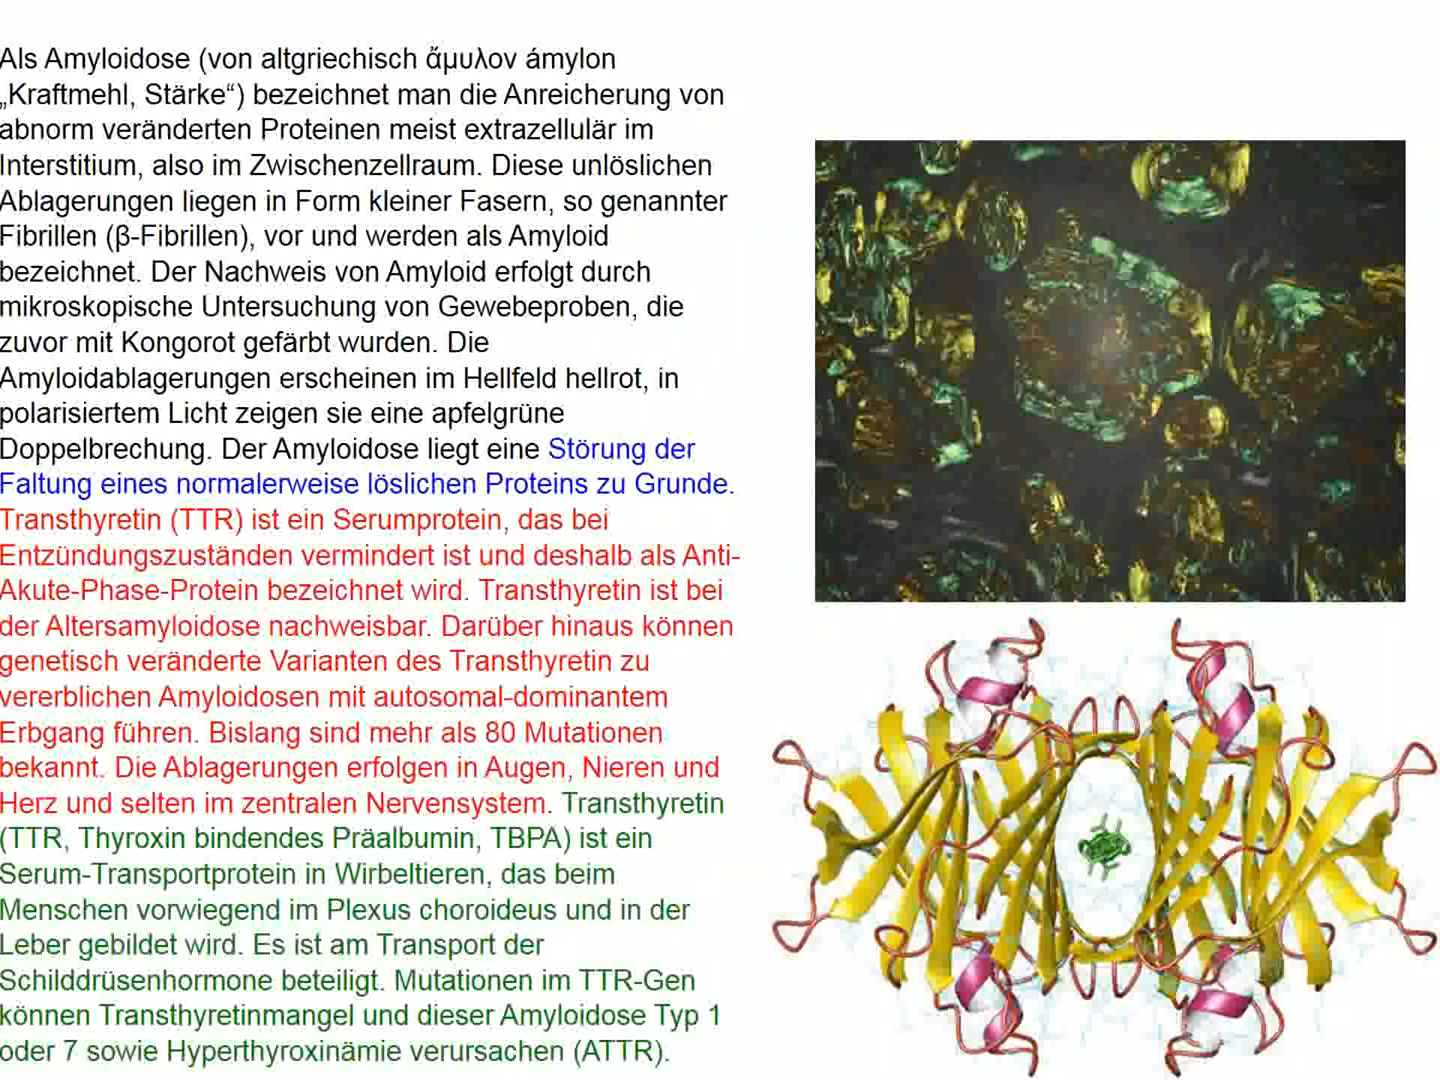 Als Amyloidose (von altgriechisch ἄμυλον ámylon
„Kraftmehl, Stärke“) bezeichnet man die Anreicherung von
abnorm veränderten Proteinen meist extrazellulär im
Interstitium, also im Zwischenzellraum. Diese unlöslichen
Ablagerungen liegen in Form kleiner Fasern, so genannter
Fibrillen (β-Fibrillen), vor und werden als Amyloid
bezeichnet. Der Nachweis von Amyloid erfolgt durch
mikroskopische Untersuchung von Gewebeproben, die
zuvor mit Kongorot gefärbt wurden. Die
Amyloidablagerungen erscheinen im Hellfeld hellrot, in
polarisiertem Licht zeigen sie eine apfelgrüne
Doppelbrechung. Der Amyloidose liegt eine Störung der
Faltung eines normalerweise löslichen Proteins zu Grunde.
Transthyretin (TTR) ist ein Serumprotein, das bei
Entzündungszuständen vermindert ist und deshalb als Anti-
Akute-Phase-Protein bezeichnet wird. Transthyretin ist bei
der Altersamyloidose nachweisbar. Darüber hinaus können
genetisch veränderte Varianten des Transthyretin zu
vererblichen Amyloidosen mit autosomal-dominantem
Erbgang führen. Bislang sind mehr als 80 Mutationen
bekannt. Die Ablagerungen erfolgen in Augen, Nieren und
Herz und selten im zentralen Nervensystem. Transthyretin
(TTR, Thyroxin bindendes Präalbumin, TBPA) ist ein
Serum-Transportprotein in Wirbeltieren, das beim
Menschen vorwiegend im Plexus choroideus und in der
Leber gebildet wird. Es ist am Transport der
Schilddrüsenhormone beteiligt. Mutationen im TTR-Gen
können Transthyretinmangel und dieser Amyloidose Typ 1
oder 7 sowie Hyperthyroxinämie verursachen (ATTR).